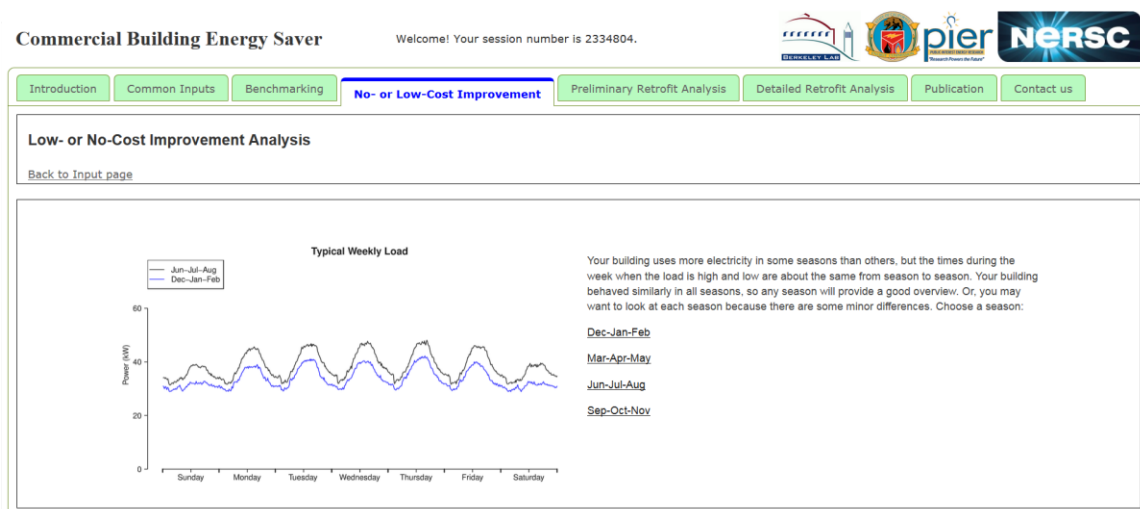 Commercial Building Energy Saver
Welcome! Your session number is 2334804.
BERKELEY LAB
pier
"Research Powers the Future"
NERSC
Introduction
Common Inputs
Benchmarking
No- or Low-Cost Improvement
Preliminary Retrofit Analysis
Detailed Retrofit Analysis
Publication
Contact us
Low- or No-Cost Improvement Analysis
Back to Input page
Typical Weekly Load
Jun-Jul-Aug
Dec-Jan-Feb
Power (kW)
60
40
20
0
Sunday
Monday
Tuesday
Wednesday
Thursday
Friday
Saturday
Your building uses more electricity in some seasons than others, but the times during the
week when the load is high and low are about the same from season to season. Your building
behaved similarly in all seasons, so any season will provide a good overview. Or, you may
want to look at each season because there are some minor differences. Choose a season:
Dec-Jan-Feb
Mar-Apr-May
Jun-Jul-Aug
Sep-Oct-Nov